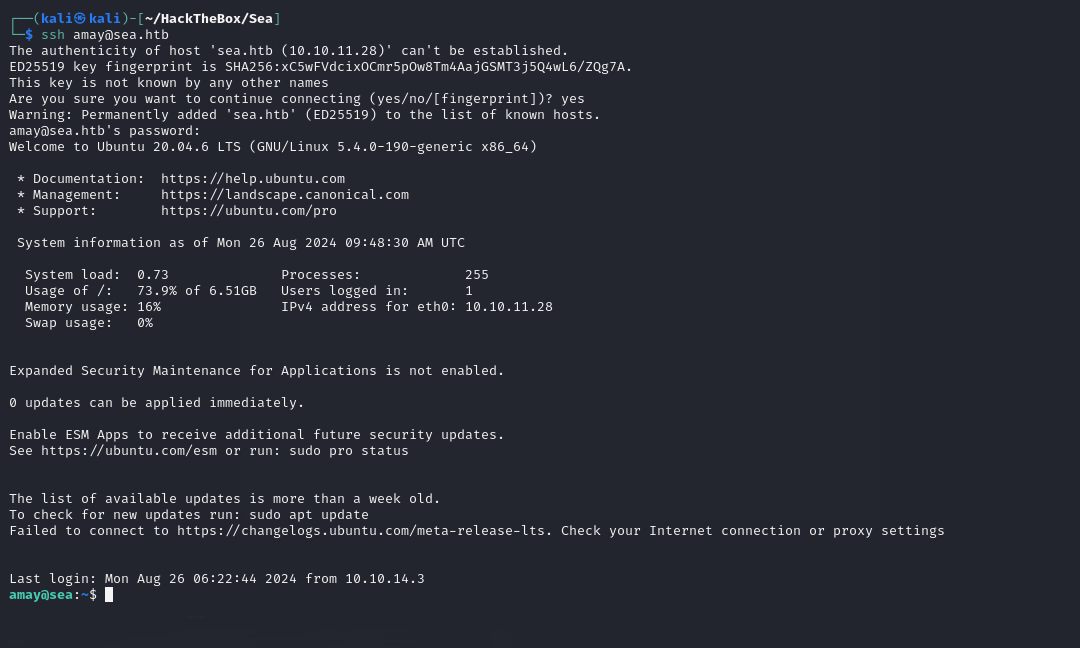 ┌──(kali㉿kali)-[~/HackTheBox/Sea]
└─$ ssh amay@sea.htb
The authenticity of host 'sea.htb (10.10.11.28)' can't be established.
ED25519 key fingerprint is SHA256:xC5wFVdcixOCmr5pOw8Tm4AajGSMT3j5Q4wL6/ZQg7A.
This key is not known by any other names
Are you sure you want to continue connecting (yes/no/[fingerprint])? yes
Warning: Permanently added 'sea.htb' (ED25519) to the list of known hosts.
amay@sea.htb's password:
Welcome to Ubuntu 20.04.6 LTS (GNU/Linux 5.4.0-190-generic x86_64)

 * Documentation:  https://help.ubuntu.com
 * Management:     https://landscape.canonical.com
 * Support:        https://ubuntu.com/pro

 System information as of Mon 26 Aug 2024 09:48:30 AM UTC

  System load:  0.73              Processes:             255
  Usage of /:   73.9% of 6.51GB   Users logged in:       1
  Memory usage: 16%               IPv4 address for eth0: 10.10.11.28
  Swap usage:   0%


Expanded Security Maintenance for Applications is not enabled.

0 updates can be applied immediately.

Enable ESM Apps to receive additional future security updates.
See https://ubuntu.com/esm or run: sudo pro status


The list of available updates is more than a week old.
To check for new updates run: sudo apt update
Failed to connect to https://changelogs.ubuntu.com/meta-release-lts. Check your Internet connection or proxy settings


Last login: Mon Aug 26 06:22:44 2024 from 10.10.14.3
amay@sea:~$